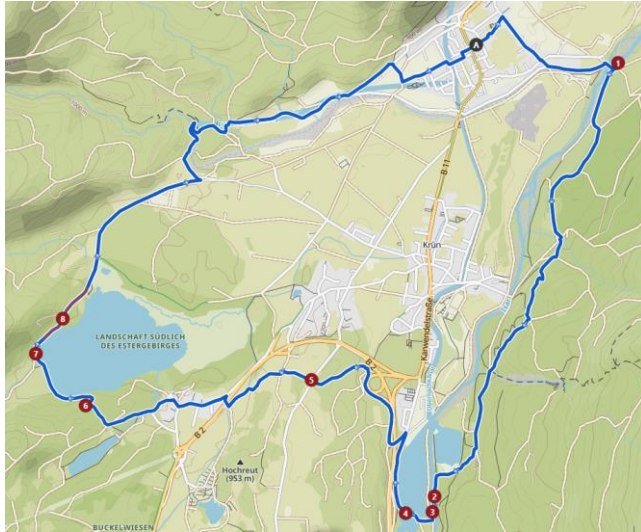 A
1
B 11
Krün
Karwendelstraße
8
LANDSCHAFT SÜDLICH
DES ESTERGEBIRGES
7
B 2
5
6
B 2
Hochreut
(953 m)
2
3
4
BUCKELWIESEN